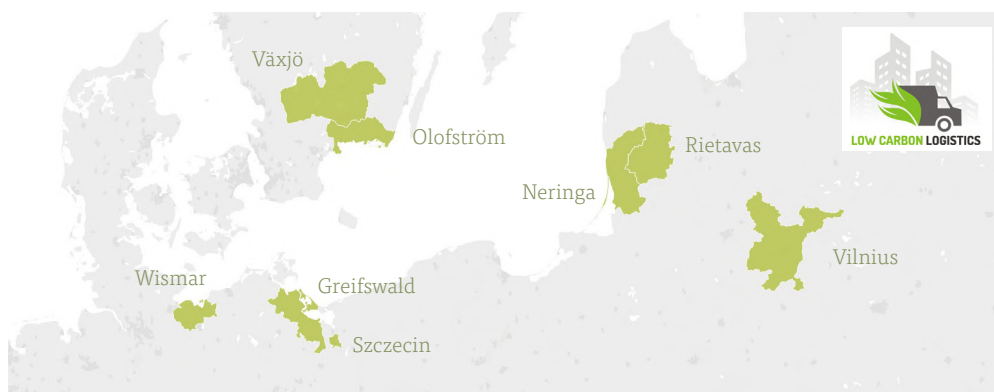 Växjö
Olofström
Rietavas
Neringa
Vilnius
Wismar
Greifswald
Szczecin
LOW CARBON LOGISTICS